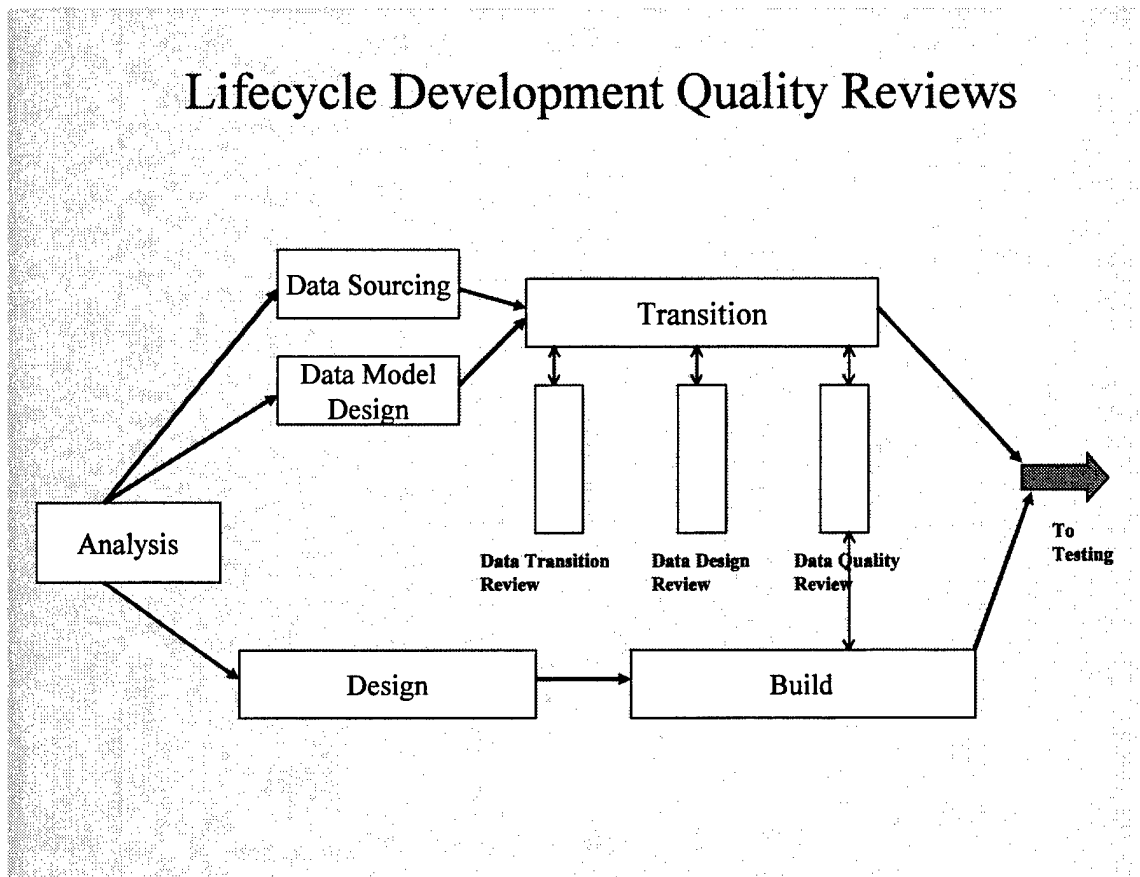 Lifecycle Development Quality Reviews
Data Sourcing
Transition
Data Model
Design
Analysis
To
Testing
Data Transition
Review
Data Design
Review
Data Quality
Review
Design
Build